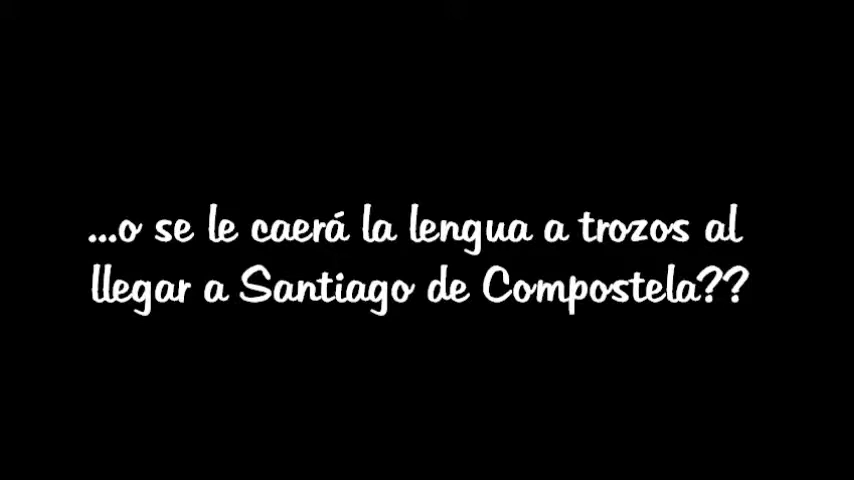 ...o se le caerá la lengua a trozos al
llegar a Santiago de Compostela??